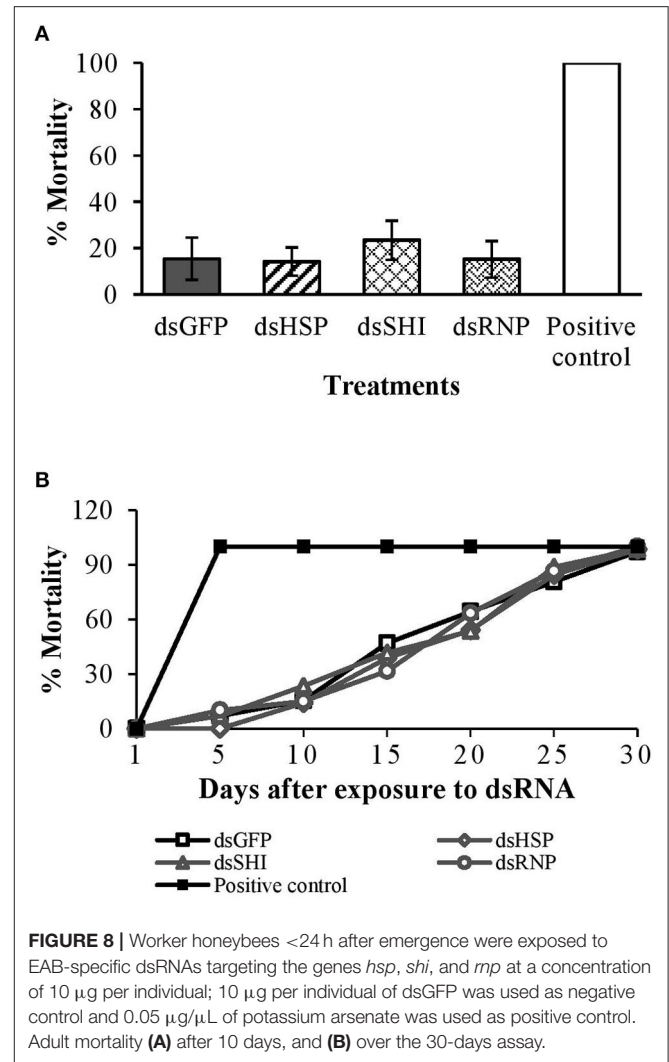 A
% Mortality
100
80
60
40
20
0
dsGFP dsHSP dsSHI dsRNP Positive control
Treatments
B
% Mortality
120
90
60
30
0
1 5 10 15 20 25 30
Days after exposure to dsRNA
dsGFP dsHSP
dsSHI dsRNP
Positive control
FIGURE 8 | Worker honeybees <24 h after emergence were exposed to
EAB-specific dsRNAs targeting the genes hsp, shi, and rnp at a concentration
of 10 μg per individual; 10 μg per individual of dsGFP was used as negative
control and 0.05 μg/μL of potassium arsenate was used as positive control.
Adult mortality (A) after 10 days, and (B) over the 30-days assay.